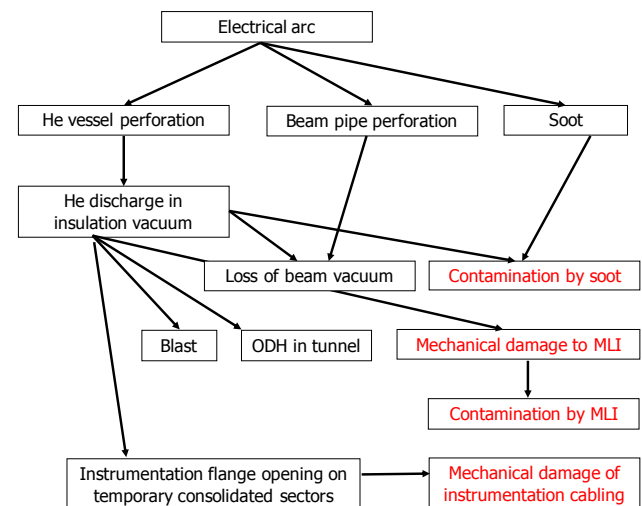 Electrical arc
He vessel perforation
Beam pipe perforation
Soot
He discharge in
insulation vacuum
Loss of beam vacuum
Contamination by soot
Blast
ODH in tunnel
Mechanical damage to MLI
Contamination by MLI
Instrumentation flange opening on
temporary consolidated sectors
Mechanical damage of
instrumentation cabling